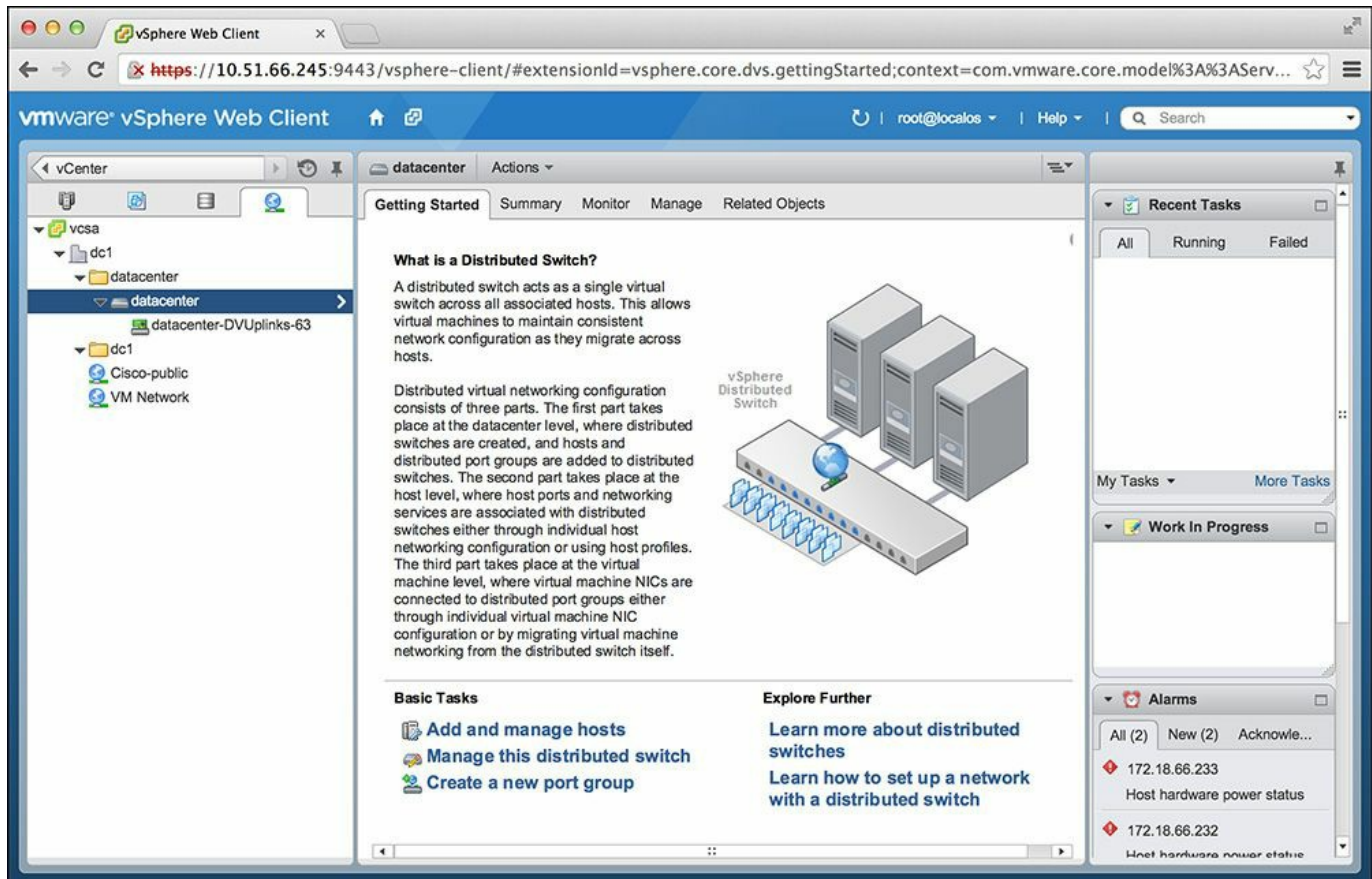 vSphere Web Client
https://10.51.66.245:9443/vsphere-client/#extensionId=vsphere.core.dvs.gettingStarted;context=com.vmware.core.model%3A%3AServ...
vmware® vSphere Web Client
root@localos
Help
Search
vCenter
vcsa
dc1
datacenter
datacenter
datacenter-DVUplinks-63
dc1
Cisco-public
VM Network
datacenter
Actions
Getting Started Summary Monitor Manage Related Objects
What is a Distributed Switch?
A distributed switch acts as a single virtual
switch across all associated hosts. This allows
virtual machines to maintain consistent
network configuration as they migrate across
hosts.
Distributed virtual networking configuration
consists of three parts. The first part takes
place at the datacenter level, where distributed
switches are created, and hosts and
distributed port groups are added to distributed
switches. The second part takes place at the
host level, where host ports and networking
services are associated with distributed
switches either through individual host
networking configuration or using host profiles.
The third part takes place at the virtual
machine level, where virtual machine NICs are
connected to distributed port groups either
through individual virtual machine NIC
configuration or by migrating virtual machine
networking from the distributed switch itself.
vSphere
Distributed
Switch
Basic Tasks
Add and manage hosts
Manage this distributed switch
Create a new port group
Explore Further
Learn more about distributed
switches
Learn how to set up a network
with a distributed switch
Recent Tasks
All Running Failed
My Tasks More Tasks
Work In Progress
Alarms
All (2) New (2) Acknowle...
172.18.66.233
Host hardware power status
172.18.66.232
Host hardware power status